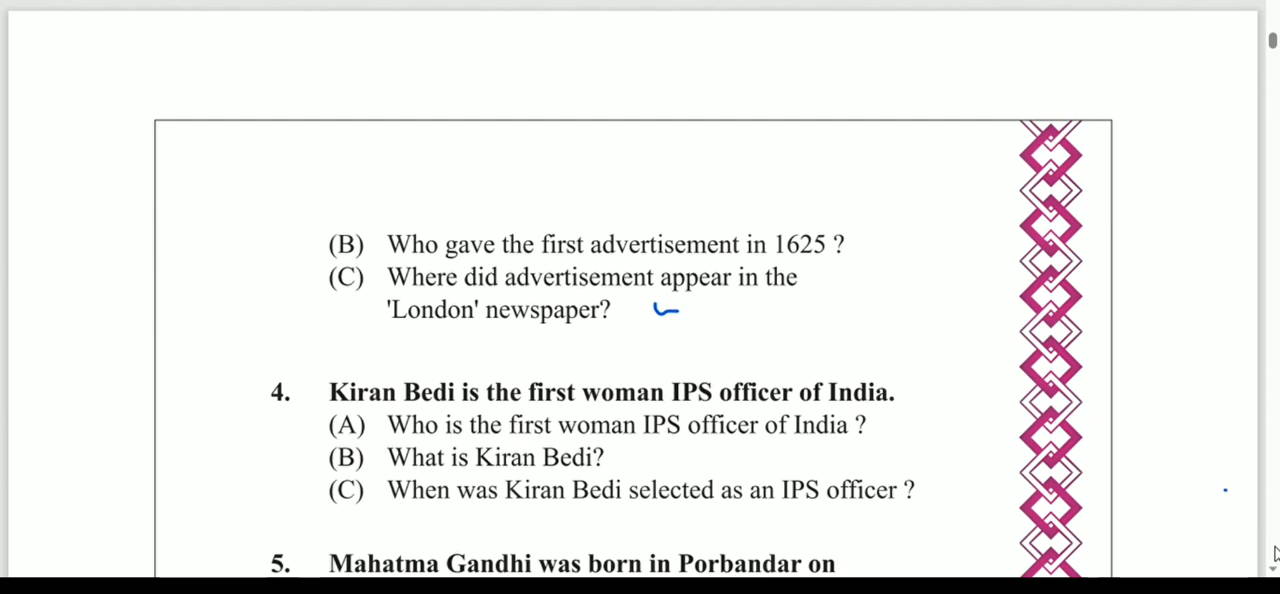 (B) Who gave the first advertisement in 1625 ?
(C) Where did advertisement appear in the
'London' newspaper?
4. Kiran Bedi is the first woman IPS officer of India.
(A) Who is the first woman IPS officer of India ?
(B) What is Kiran Bedi?
(C) When was Kiran Bedi selected as an IPS officer ?
5. Mahatma Gandhi was born in Porbandar on